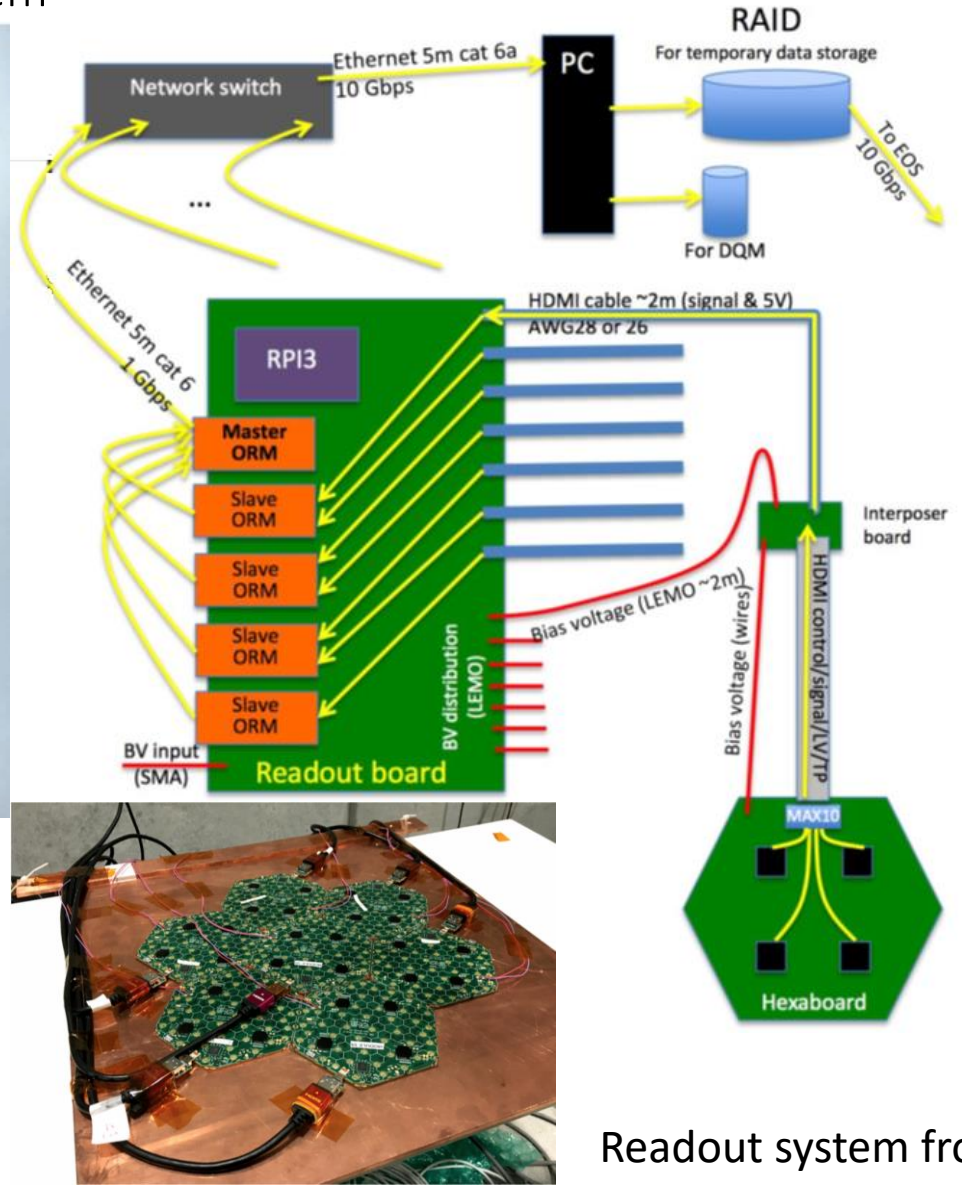 RAID
For temporary data storage
Ethernet 5m cat 6a
10 Gbps
PC
Network switch
To EOS
10 Gbps
...
For DQM
Ethernet 5m cat 6
1 Gbps
HDMI cable ~2m (signal & 5V)
AWG28 or 26
RPI3
Master
ORM
Slave
ORM
Slave
ORM
Slave
ORM
Slave
ORM
Interposer
board
Bias voltage (LEMO ~2m)
Bias voltage (wires)
HDMI control/signal/LV/TP
BV distribution
(LEMO)
BV input
(SMA)
Readout board
MAX10
Hexaboard
Readout system